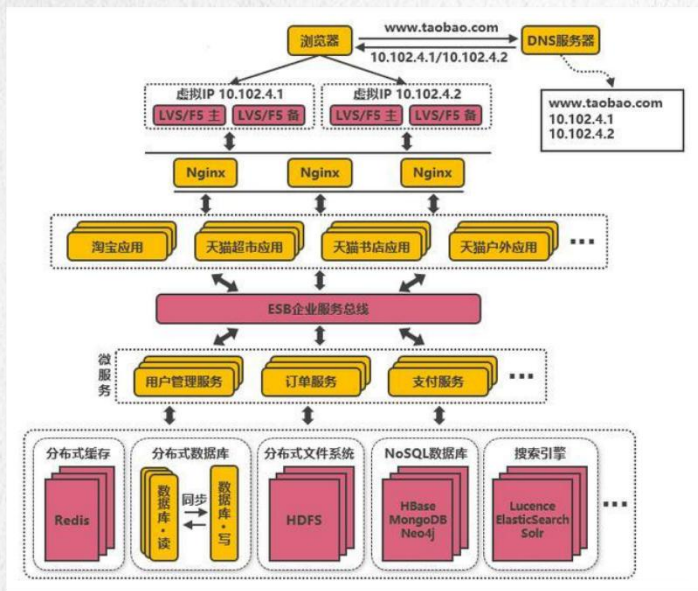 www.taobao.com
浏览器
DNS服务器
10.102.4.1/10.102.4.2
虚拟IP 10.102.4.1
虚拟IP 10.102.4.2
LVS/F5 主
LVS/F5 备
LVS/F5 主
LVS/F5 备
www.taobao.com
10.102.4.1
10.102.4.2
Nginx
Nginx
Nginx
淘宝应用
天猫超市应用
天猫书店应用
天猫户外应用
...
ESB企业服务总线
微服务
用户管理服务
订单服务
支付服务
...
分布式缓存
分布式数据库
分布式文件系统
NoSQL数据库
搜索引擎
Redis
数据库·读
同步
数据库·写
HDFS
HBase
MongoDB
Neo4j
Lucence
ElasticSearch
Solr
...